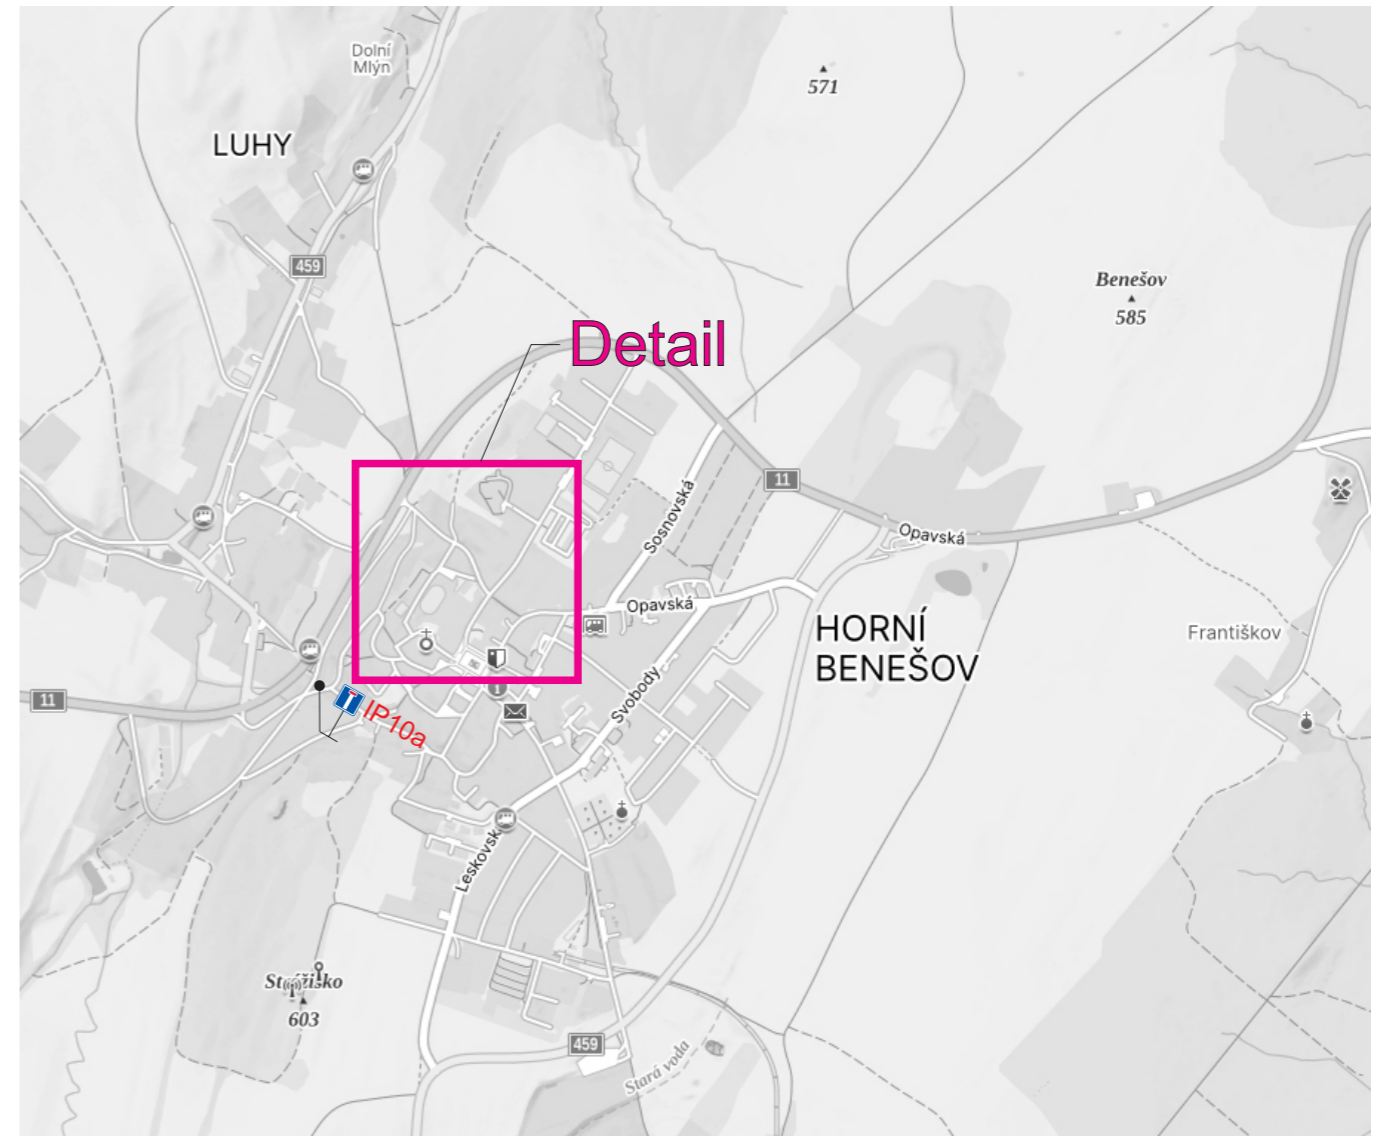 Dolní
Mlýn
571
LUHY
459
Benešov
585
Detail
11
Sosnovská
Opavská
Opavská
HORNÍ
BENEŠOV
Františkov
11
IP10a
Svobody
Leskovsk
603
459
Stará voda